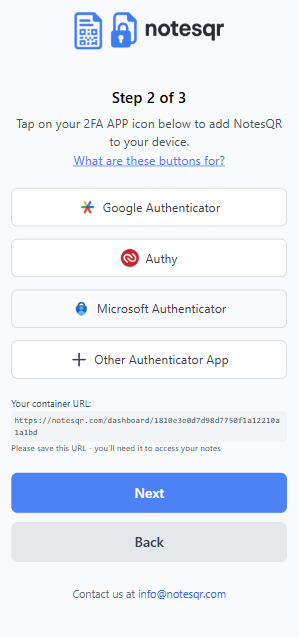 notesqr
Step 2 of 3
Tap on your 2FA APP icon below to add NotesQR
to your device.
What are these buttons for?
Google Authenticator
Authy
Microsoft Authenticator
Other Authenticator App
Your container URL:
https://notesqr.com/dashboard/1810e3e0d7d98d7750f1a12210a
1a1bd
Please save this URL - you'll need it to access your notes
Next
Back
Contact us at info@notesqr.com